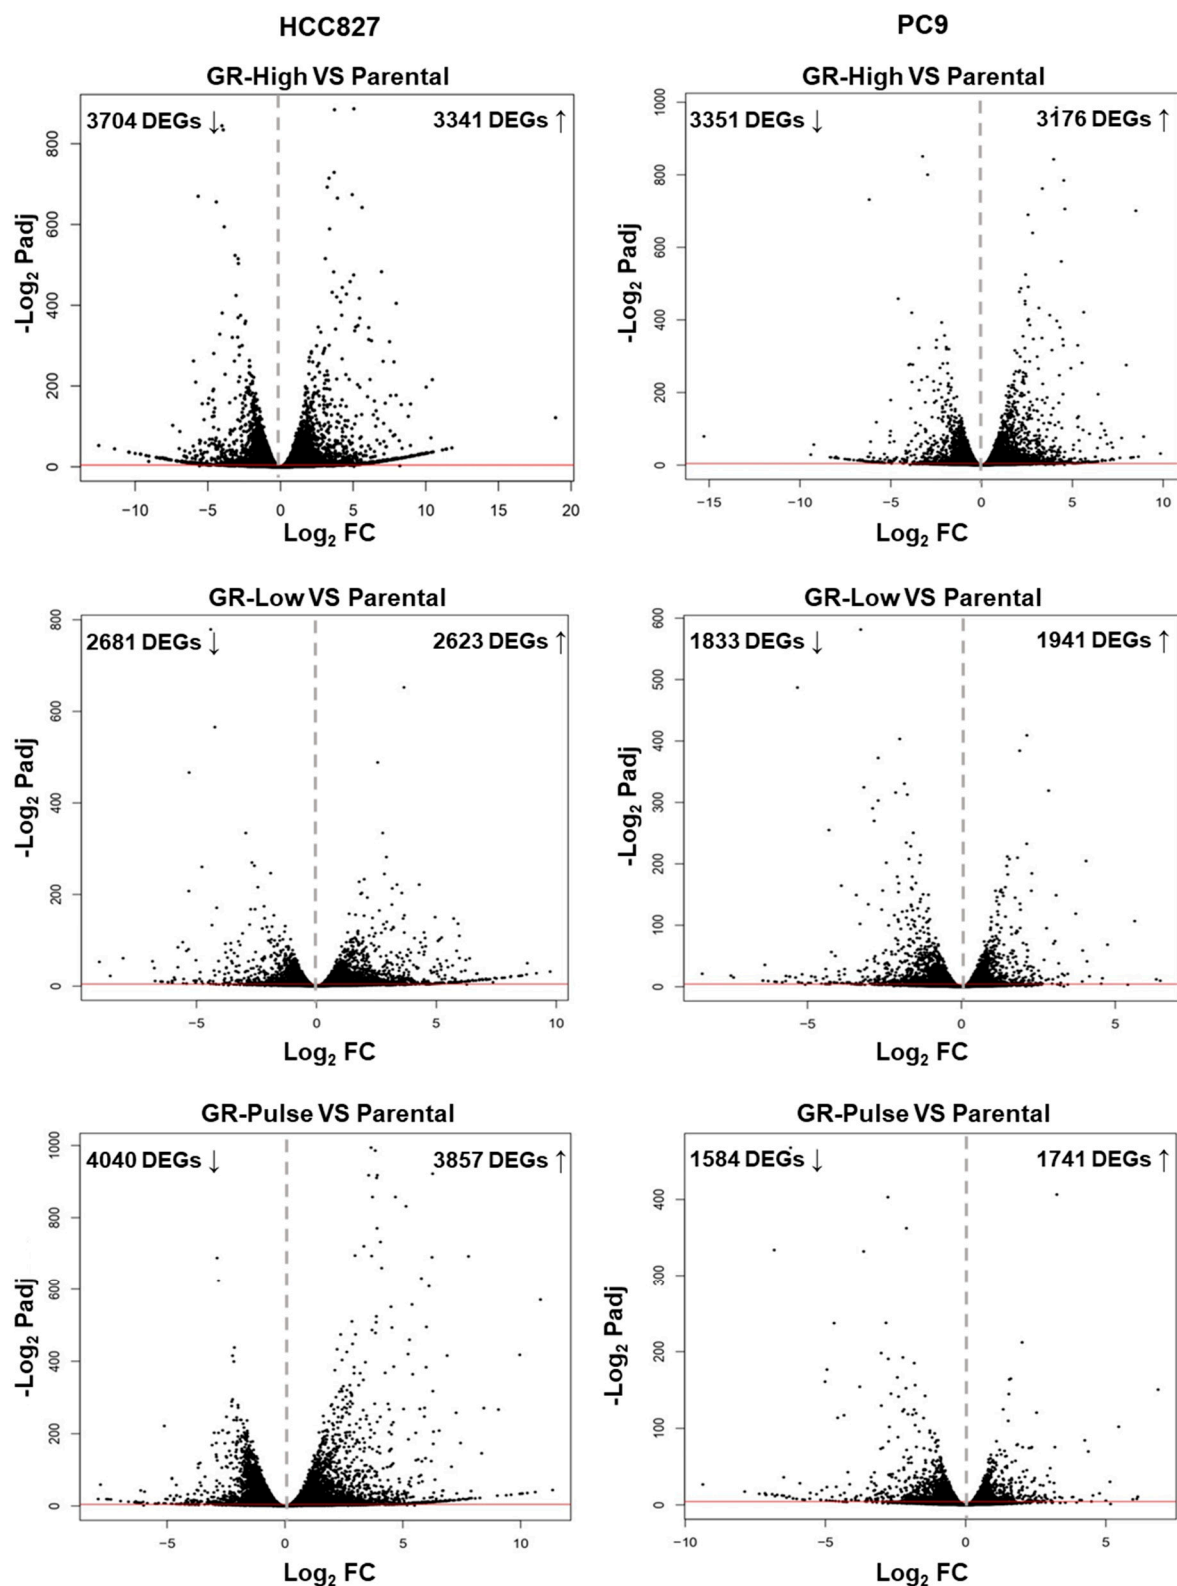 HCC827
PC9
GR-High VS Parental
3704 DEGs ↓
3341 DEGs ↑
-Log₂ Padj
0
200
400
600
800
−10
−5
0
5
10
15
20
Log₂ FC
GR-High VS Parental
3351 DEGs ↓
3176 DEGs ↑
-Log₂ Padj
0
200
400
600
800
1000
−15
−10
−5
0
5
10
Log₂ FC
GR-Low VS Parental
2681 DEGs ↓
2623 DEGs ↑
-Log₂ Padj
0
200
400
600
800
−5
0
5
10
Log₂ FC
GR-Low VS Parental
1833 DEGs ↓
1941 DEGs ↑
-Log₂ Padj
0
100
200
300
400
500
600
−5
0
5
Log₂ FC
GR-Pulse VS Parental
4040 DEGs ↓
3857 DEGs ↑
-Log₂ Padj
0
200
400
600
800
1000
−5
0
5
10
Log₂ FC
GR-Pulse VS Parental
1584 DEGs ↓
1741 DEGs ↑
-Log₂ Padj
0
100
200
300
400
−10
−5
0
5
Log₂ FC